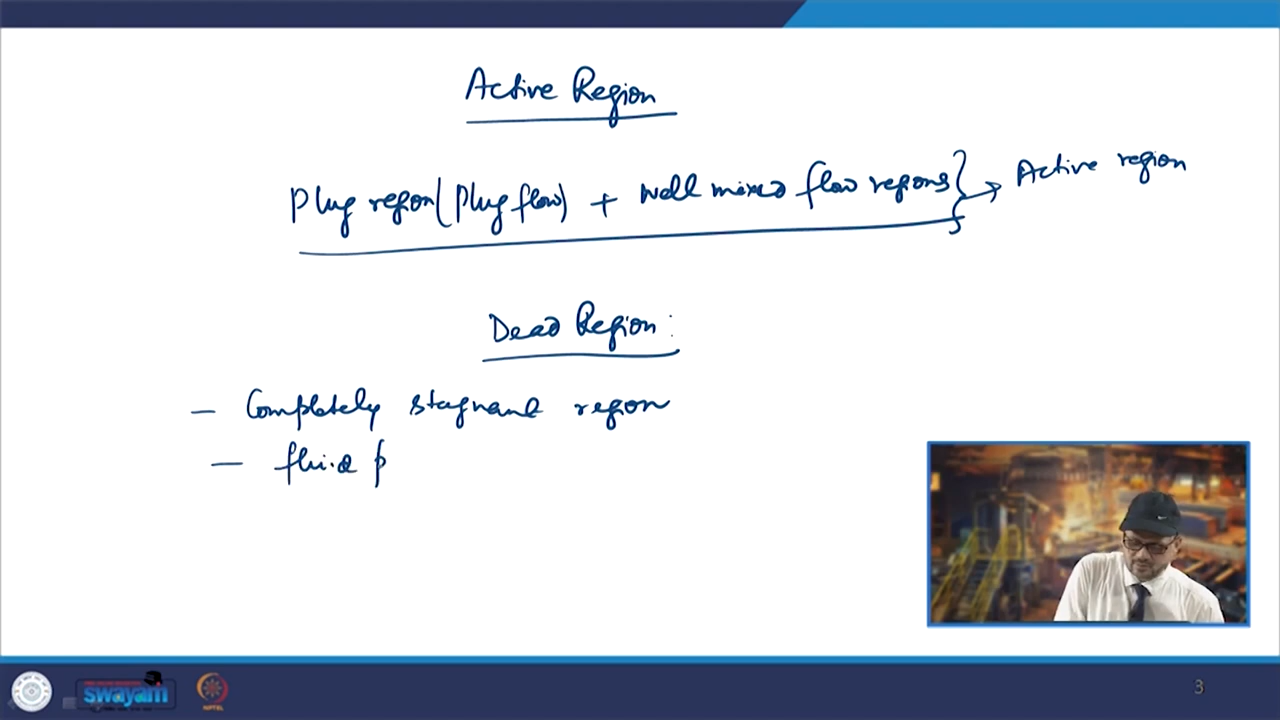 Active Region
Plug region (Plug flow) + well mixed flow regions} → Active region
Dead Region:
— Completely stagnant region
— fluid p
3
swayam
NPTEL